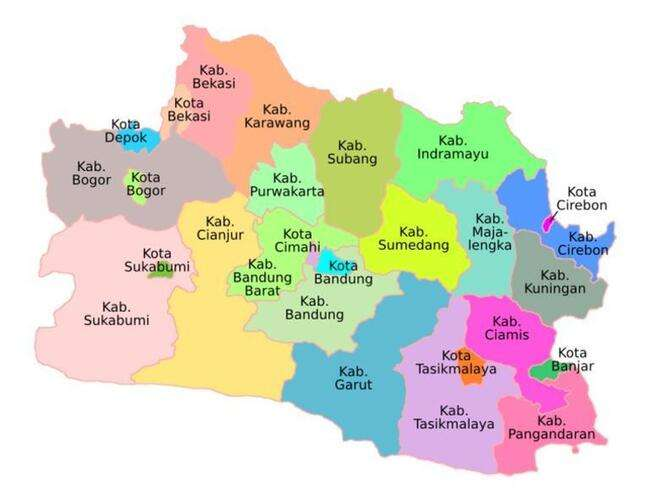 Kab.
Bekasi
Kota
Bekasi
Kab.
Karawang
Kota
Depok
Kab.
Bogor
Kota
Bogor
Kab.
Subang
Kab.
Indramayu
Kab.
Purwakarta
Kota
Cirebon
Kab.
Cirebon
Kab.
Cianjur
Kota
Cimahi
Kab.
Sumedang
Kab.
Maja-
lengka
Kota
Sukabumi
Kab.
Bandung
Barat
Kota
Bandung
Kab.
Kuningan
Kab.
Sukabumi
Kab.
Bandung
Kab.
Ciamis
Kota
Banjar
Kab.
Garut
Kota
Tasikmalaya
Kab.
Tasikmalaya
Kab.
Pangandaran